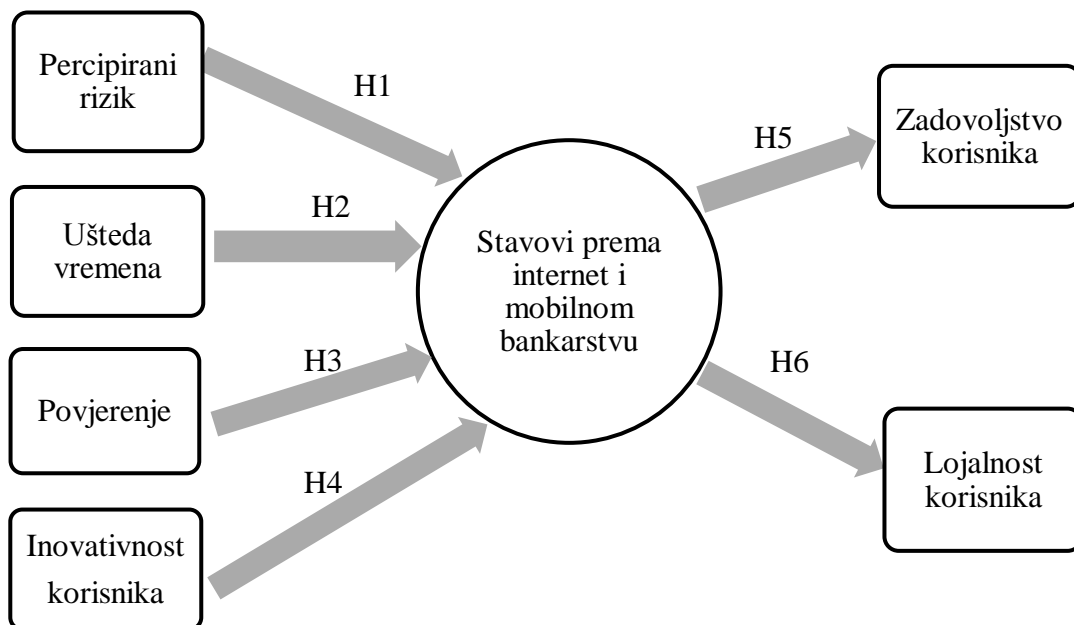 Percipirani
rizik
H1
Ušteda
vremena
H2
Povjerenje
H3
Inovativnost
korisnika
H4
Stavovi prema
internet i
mobilnom
bankarstvu
H5
Zadovoljstvo
korisnika
H6
Lojalnost
korisnika